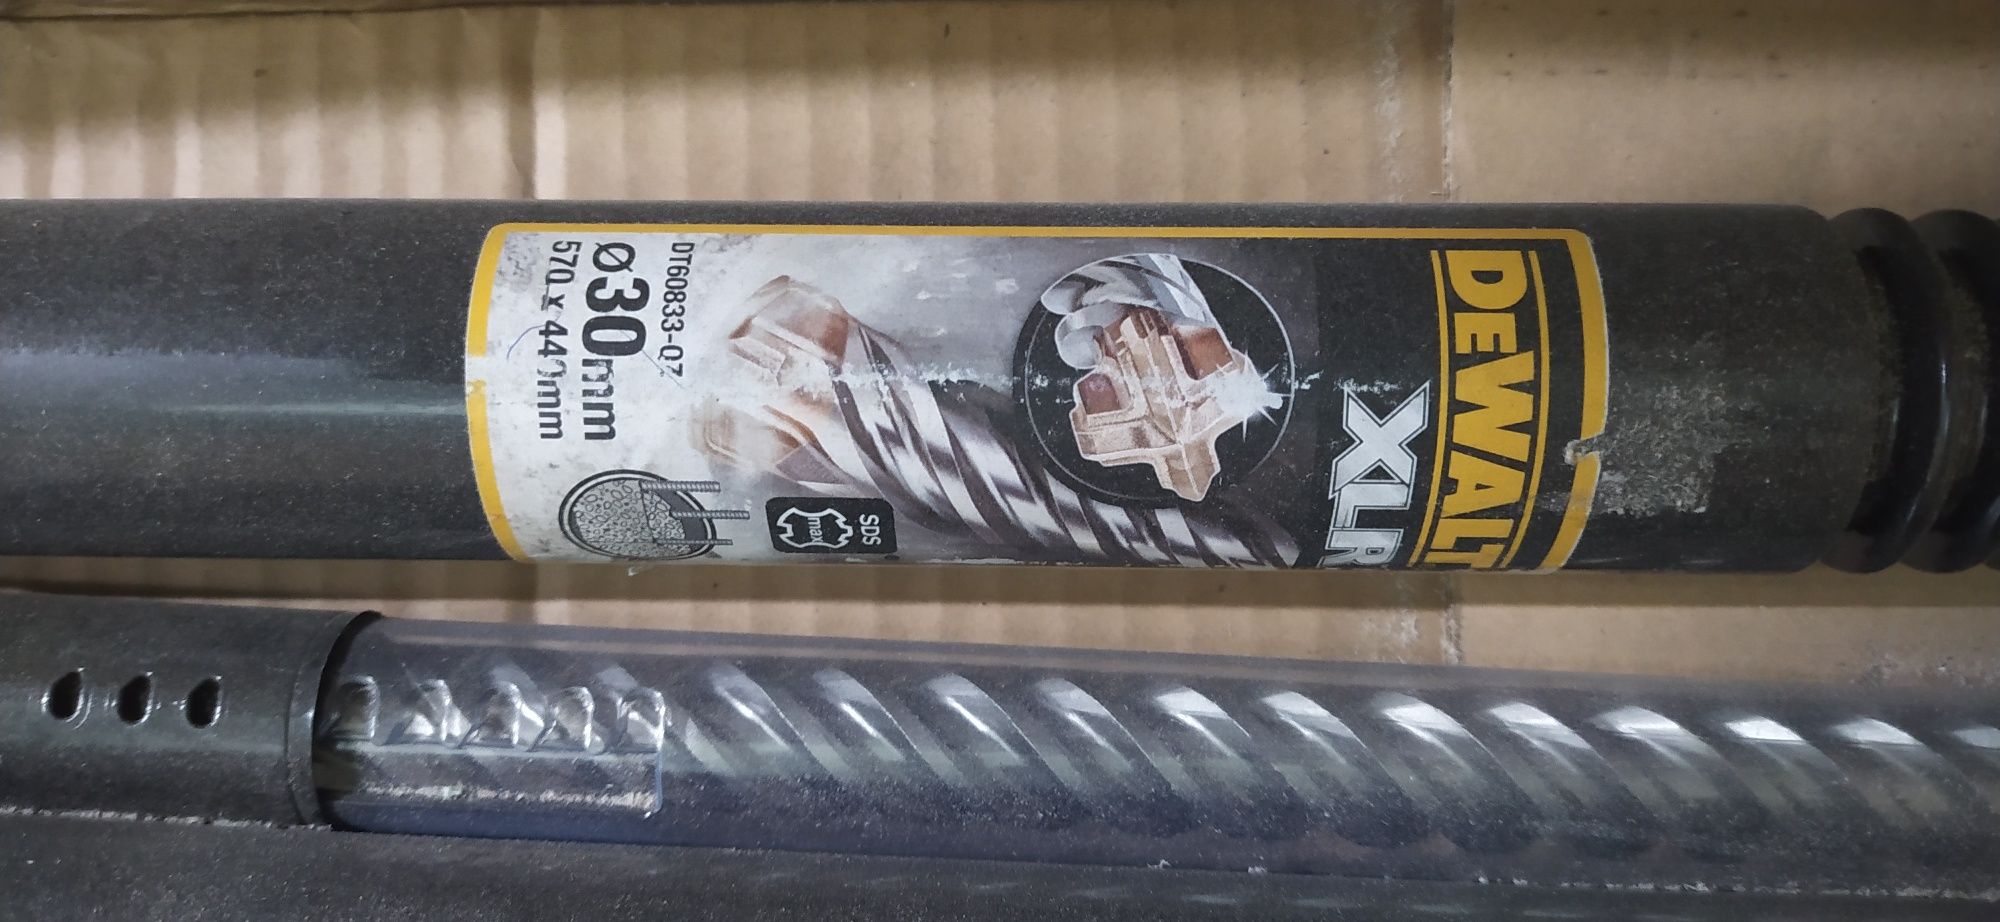 DEWALT
XLR
SDS
max
DT60833-QZ
Ø30mm
570 x 440mm